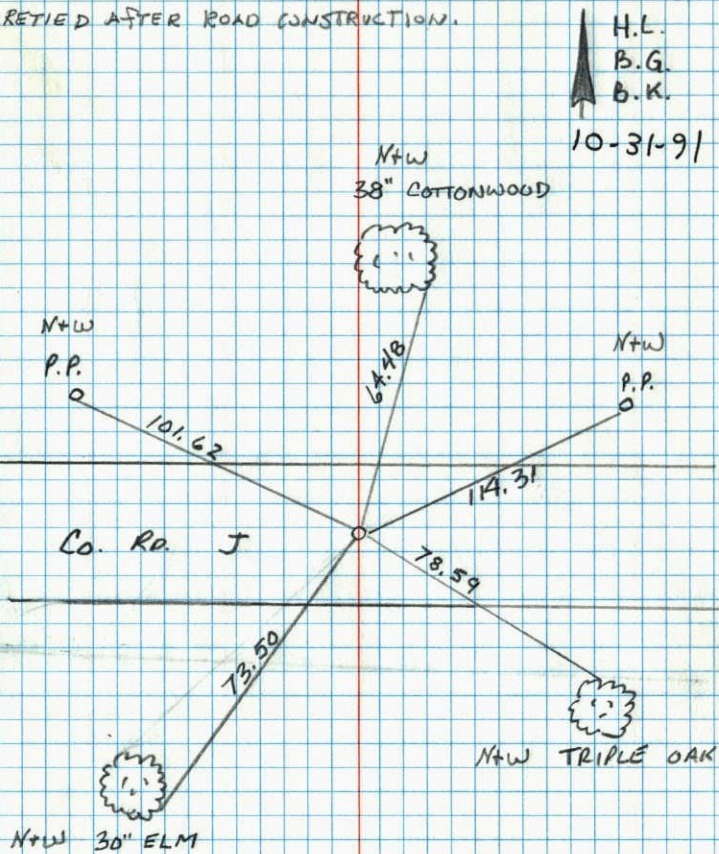 RETIED AFTER ROAD CONSTRUCTION.
H.L.
B.G.
B.K.
10-31-91
N+W
38" COTTONWOOD
N+W
P.P.
N+W
P.P.
64.48
101.62
114.31
Co. RD. J
78.59
73.50
N+W TRIPLE OAK
N+W 30" ELM